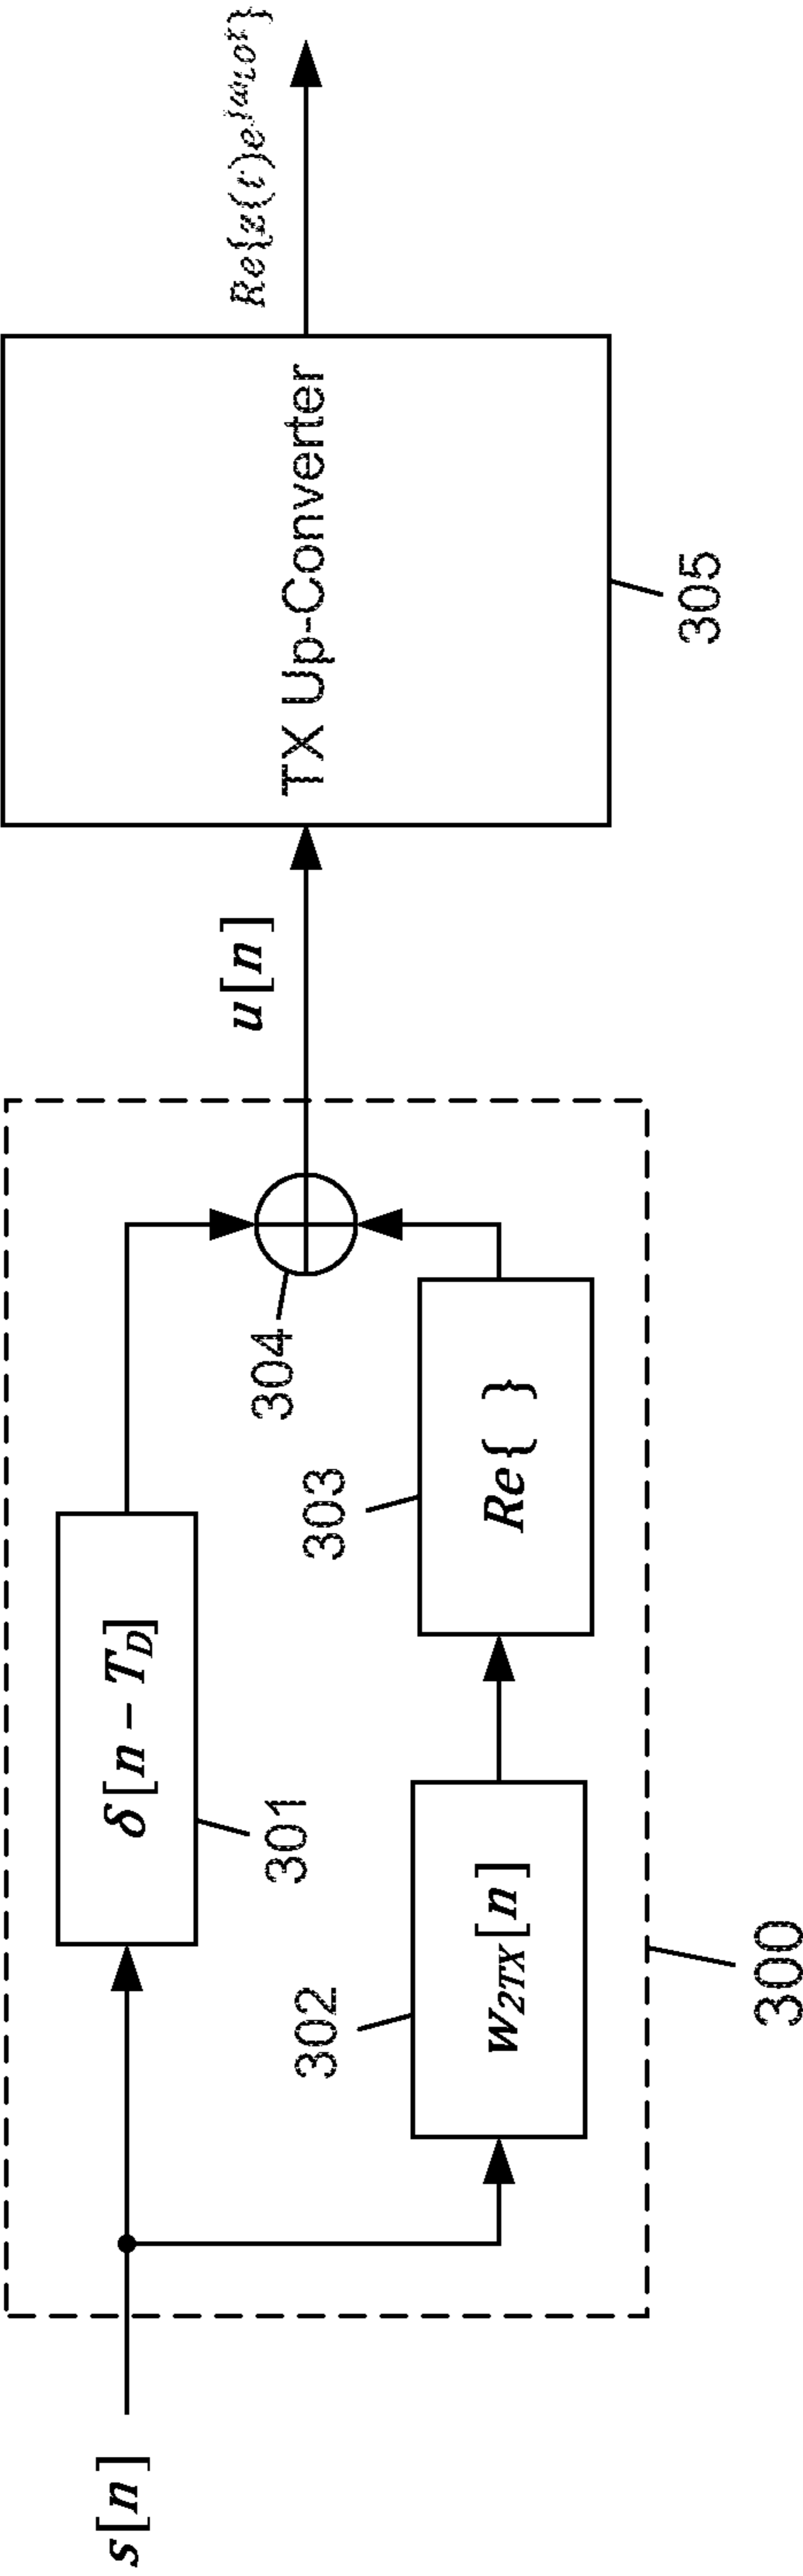 s[n]
δ[n − T_D]
301
302
w_{2TX}[n]
303
Re{ }
304
300
u[n]
TX Up-Converter
305
Re{z(t)e^{jω_{LO}t}}